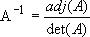 A⁻¹ = adj(A) / det(A)